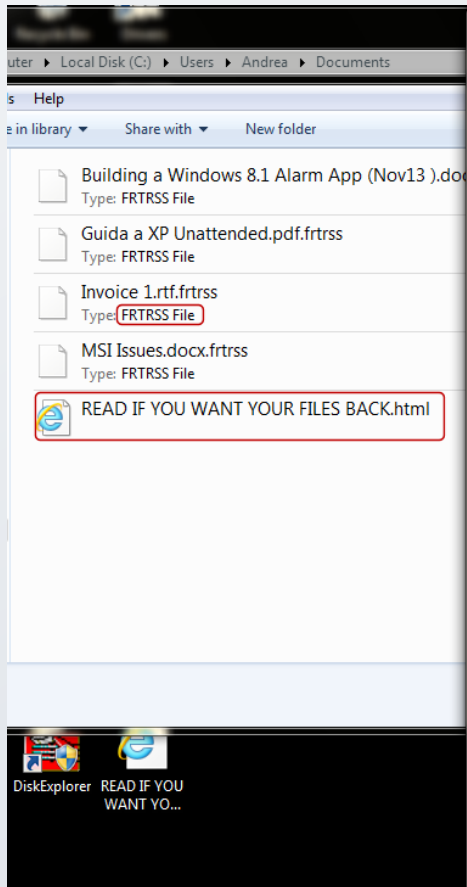 uter ▸ Local Disk (C:) ▸ Users ▸ Andrea ▸ Documents
ls Help
e in library ▾ Share with ▾ New folder
Building a Windows 8.1 Alarm App (Nov13 ).doc
Type: FRTRSS File
Guida a XP Unattended.pdf.frtrss
Type: FRTRSS File
Invoice 1.rtf.frtrss
Type: FRTRSS File
MSI Issues.docx.frtrss
Type: FRTRSS File
READ IF YOU WANT YOUR FILES BACK.html
DiskExplorer
READ IF YOU
WANT YO...